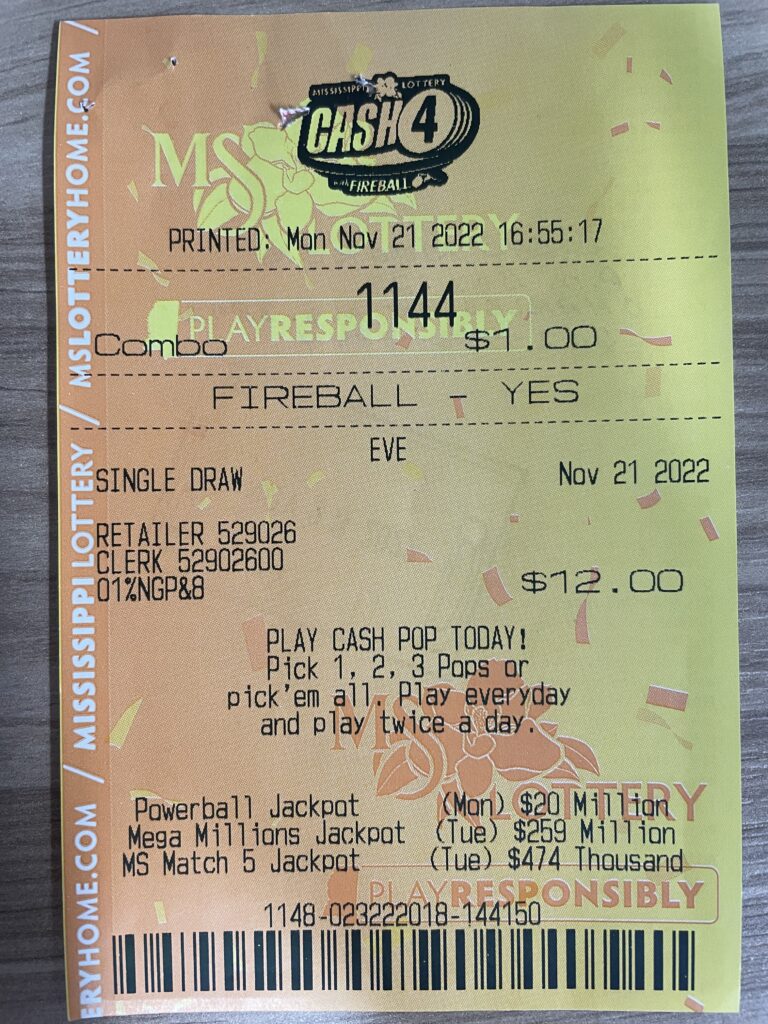 MISSISSIPPI LOTTERY
CASH 4
with FIREBALL
MS
LOTTERY
PRINTED: Mon Nov 21 2022 16:55:17
1144
PLAY RESPONSIBLY
Combo $1.00
FIREBALL - YES
EVE
SINGLE DRAW Nov 21 2022
RETAILER 529026
CLERK 52902600
01%NGP&8 $12.00
PLAY CASH POP TODAY!
Pick 1, 2, 3 Pops or
pick'em all. Play everyday
and play twice a day.
MS
LOTTERY
Powerball Jackpot (Mon) $20 Million
Mega Millions Jackpot (Tue) $259 Million
MS Match 5 Jackpot (Tue) $474 Thousand
PLAY RESPONSIBLY
1148-023222018-144150
ERYHOME.COM / MISSISSIPPI LOTTERY / MSLOTTERYHOME.COM /